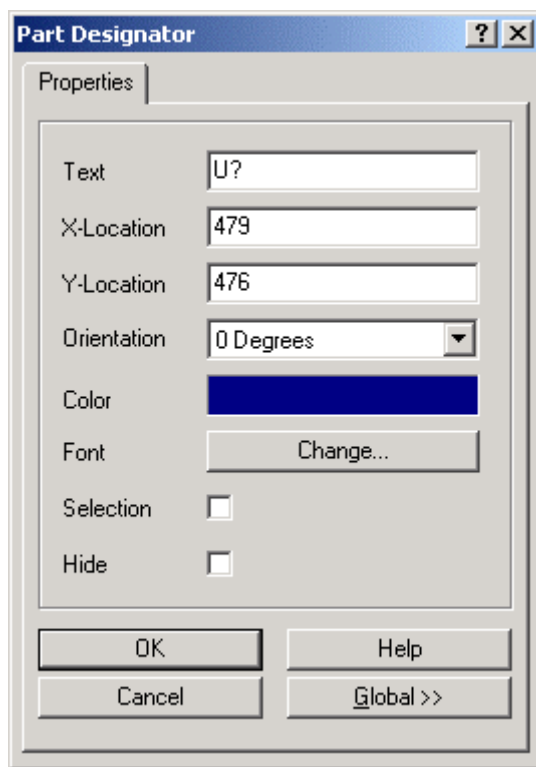 Part Designator ? X
Properties
Text U?
X-Location 479
Y-Location 476
Orientation 0 Degrees
Color
Font Change...
Selection
Hide
OK Help
Cancel Global >>